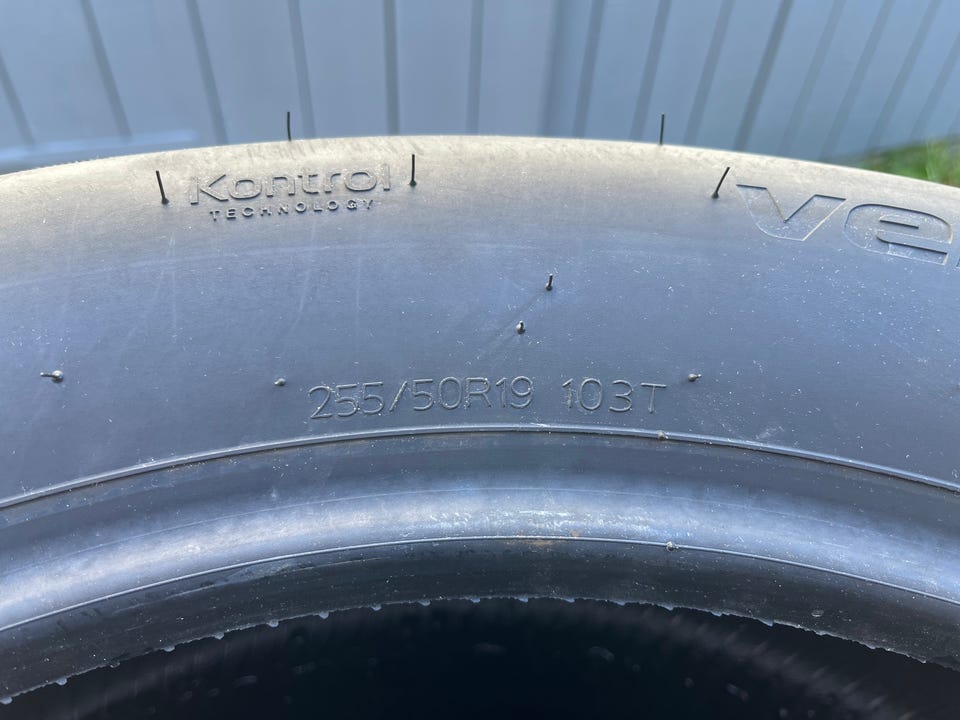 Kontrol
TECHNOLOGY
255/50R19 103T